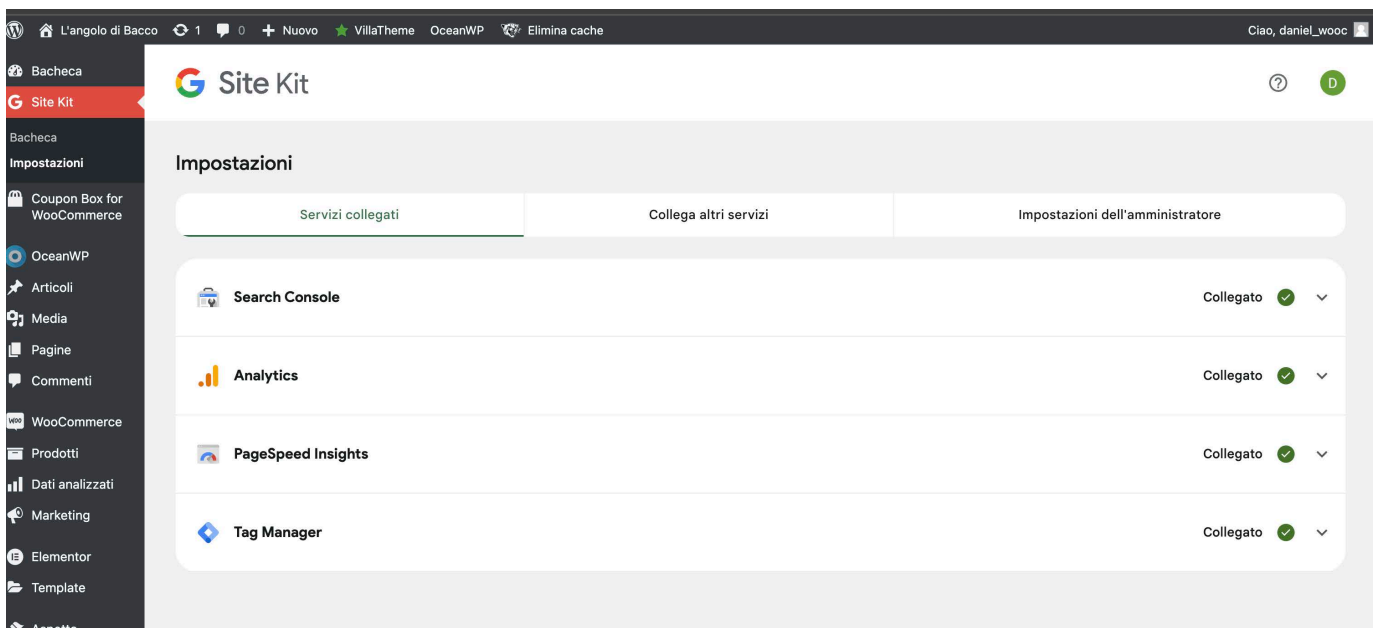 L'angolo di Bacco 1 0 + Nuovo VillaTheme OceanWP Elimina cache Ciao, daniel_wooc
Bacheca
Site Kit
Bacheca
Impostazioni
Coupon Box for
WooCommerce
OceanWP
Articoli
Media
Pagine
Commenti
WooCommerce
Prodotti
Dati analizzati
Marketing
Elementor
Template
Aspetto
G Site Kit
D
Impostazioni
Servizi collegati Collega altri servizi Impostazioni dell'amministratore
Search Console Collegato
Analytics Collegato
PageSpeed Insights Collegato
Tag Manager Collegato